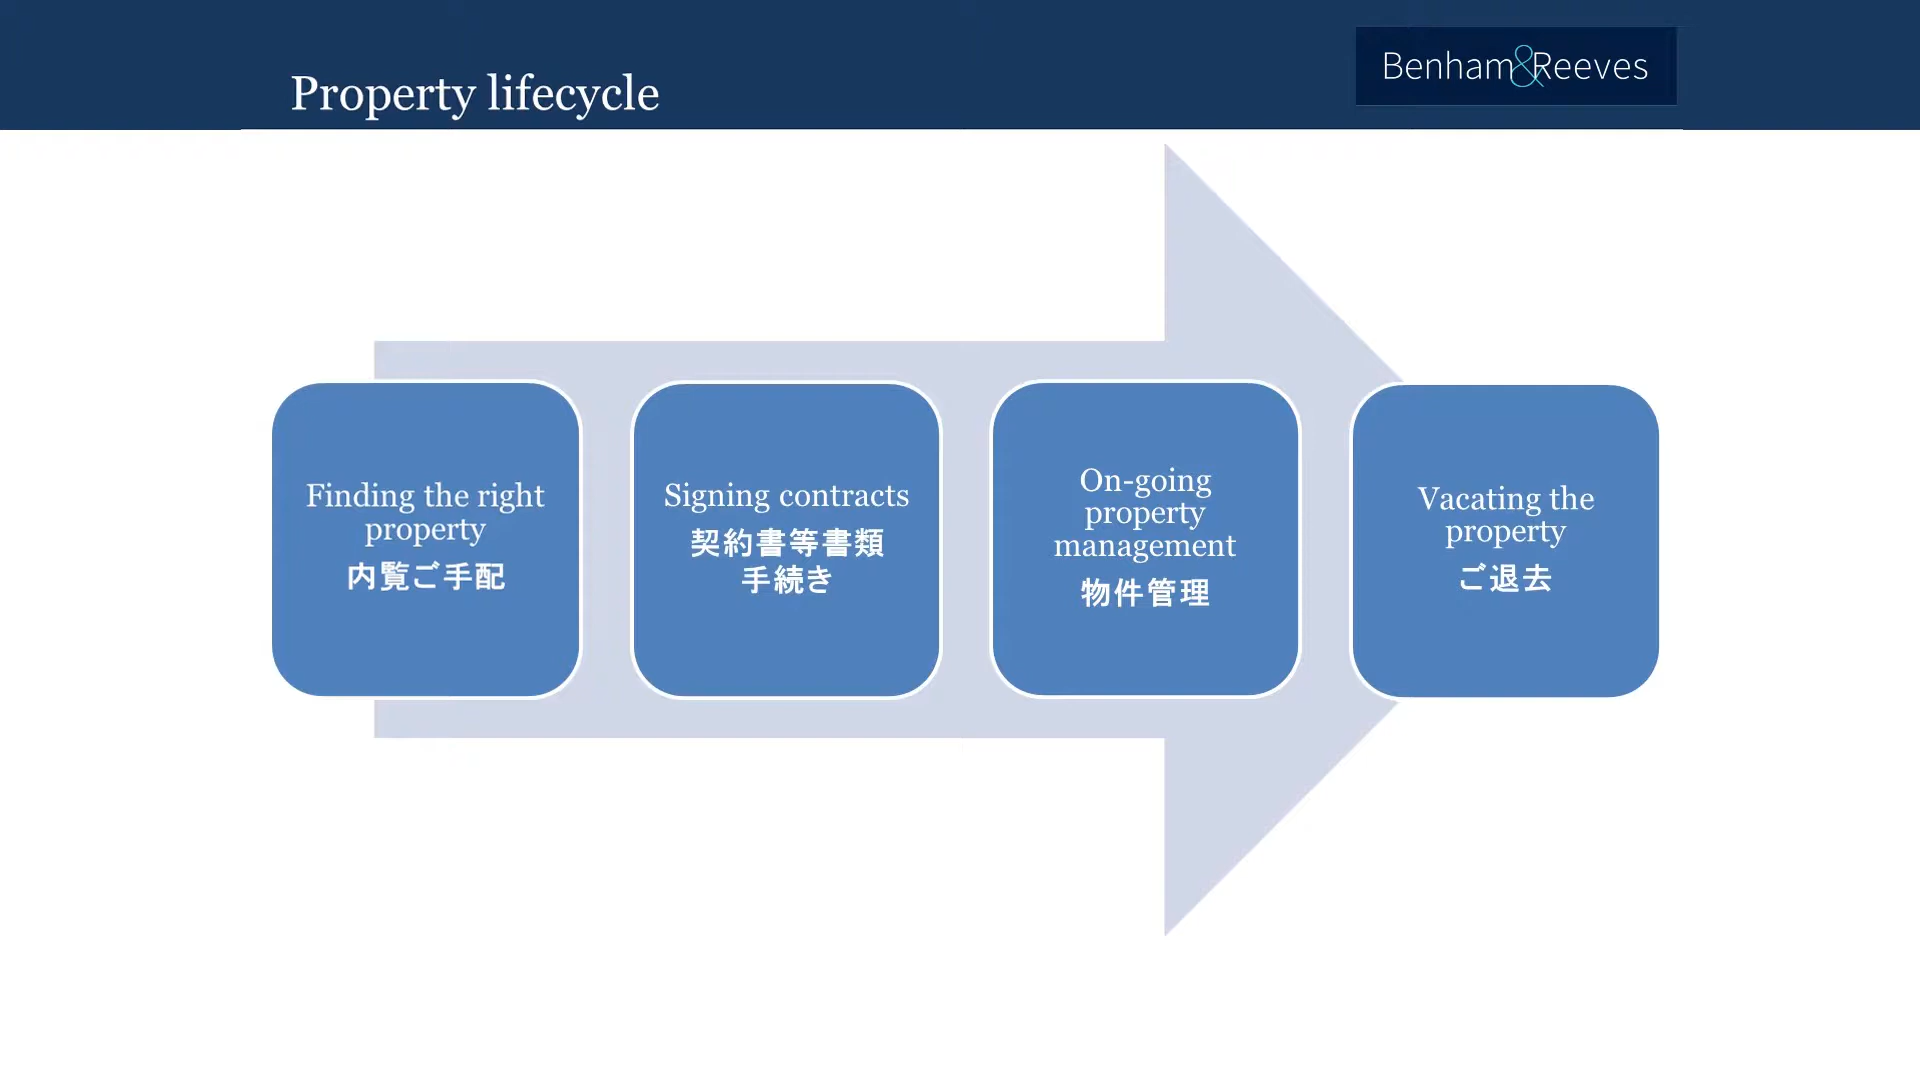 Property lifecycle
Benham&Reeves
Finding the right
property
内覧ご手配
Signing contracts
契約書等書類
手続き
On-going
property
management
物件管理
Vacating the
property
ご退去